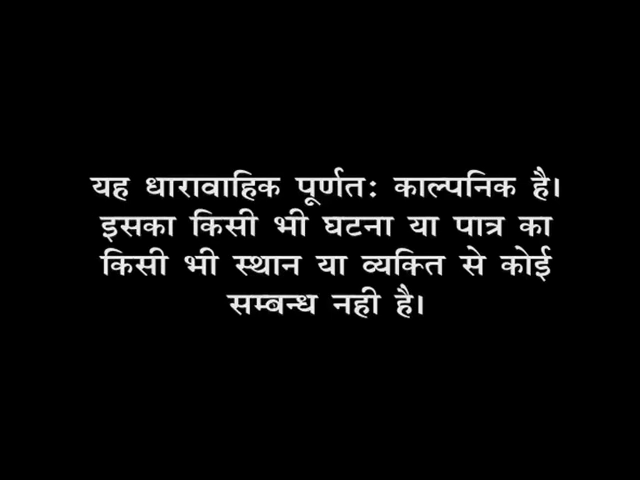 यह धारावाहिक पूर्णतः काल्पनिक है।
इसका किसी भी घटना या पात्र का
किसी भी स्थान या व्यक्ति से कोई
सम्बन्ध नही है।